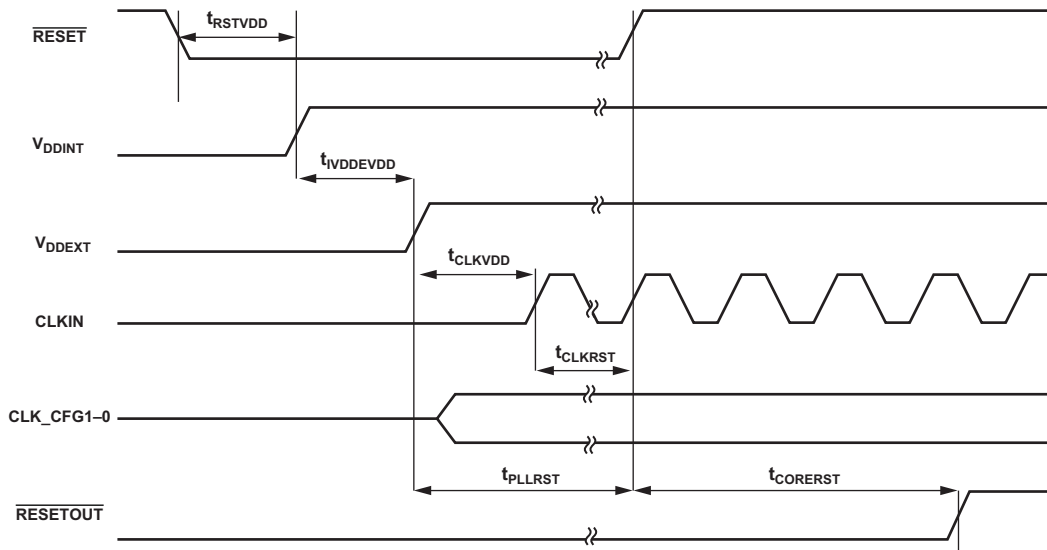 tRSTVDD
RESET
VDDINT
tIVDDEVDD
VDDEXT
tCLKVDD
CLKIN
tCLKRST
CLK_CFG1–0
tPLLRST
tCORERST
RESETOUT